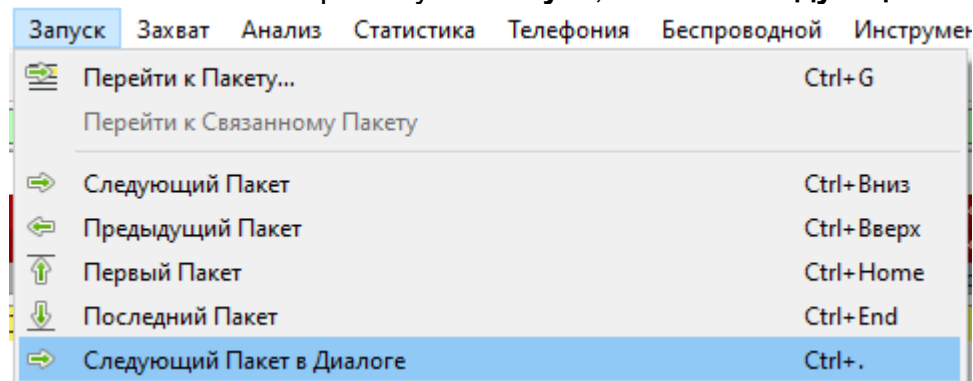 Запуск Захват Анализ Статистика Телефония Беспроводной
Перейти к Пакету... Ctrl+G
Перейти к Связанному Пакету
Следующий Пакет Ctrl+Вниз
Предыдущий Пакет Ctrl+Вверх
Первый Пакет Ctrl+Home
Последний Пакет Ctrl+End
Следующий Пакет в Диалоге Ctrl+.